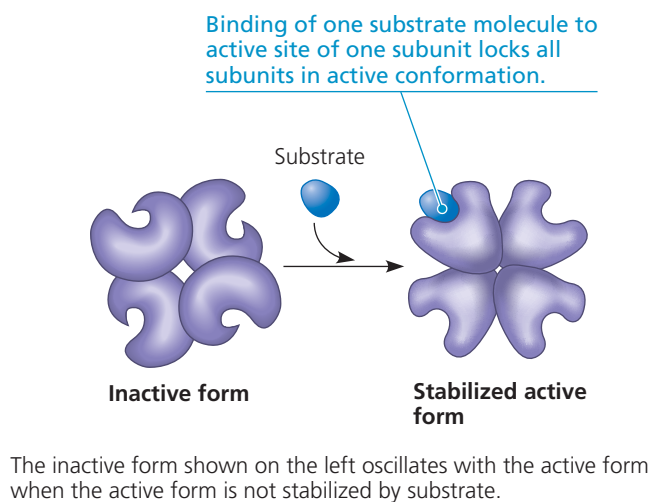 Binding of one substrate molecule to
active site of one subunit locks all
subunits in active conformation.
Substrate
Inactive form
Stabilized active
form
The inactive form shown on the left oscillates with the active form
when the active form is not stabilized by substrate.